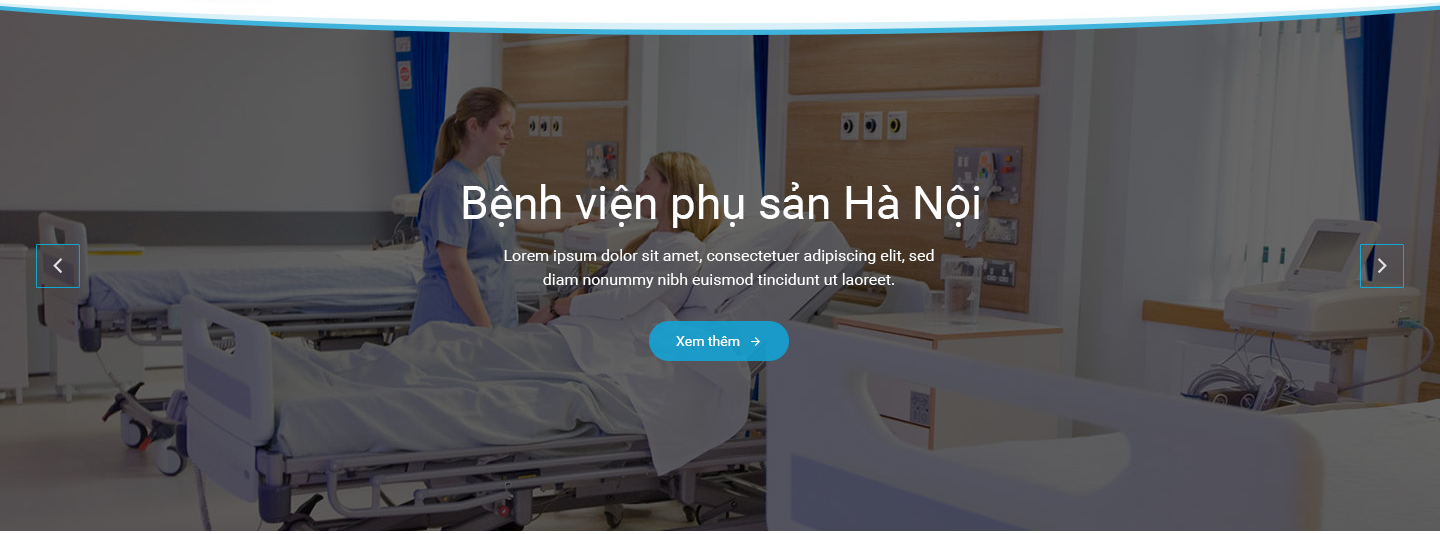 Bệnh viện phụ sản Hà Nội
Lorem ipsum dolor sit amet, consectetuer adipiscing elit, sed
diam nonummy nibh euismod tincidunt ut laoreet.
Xem thêm